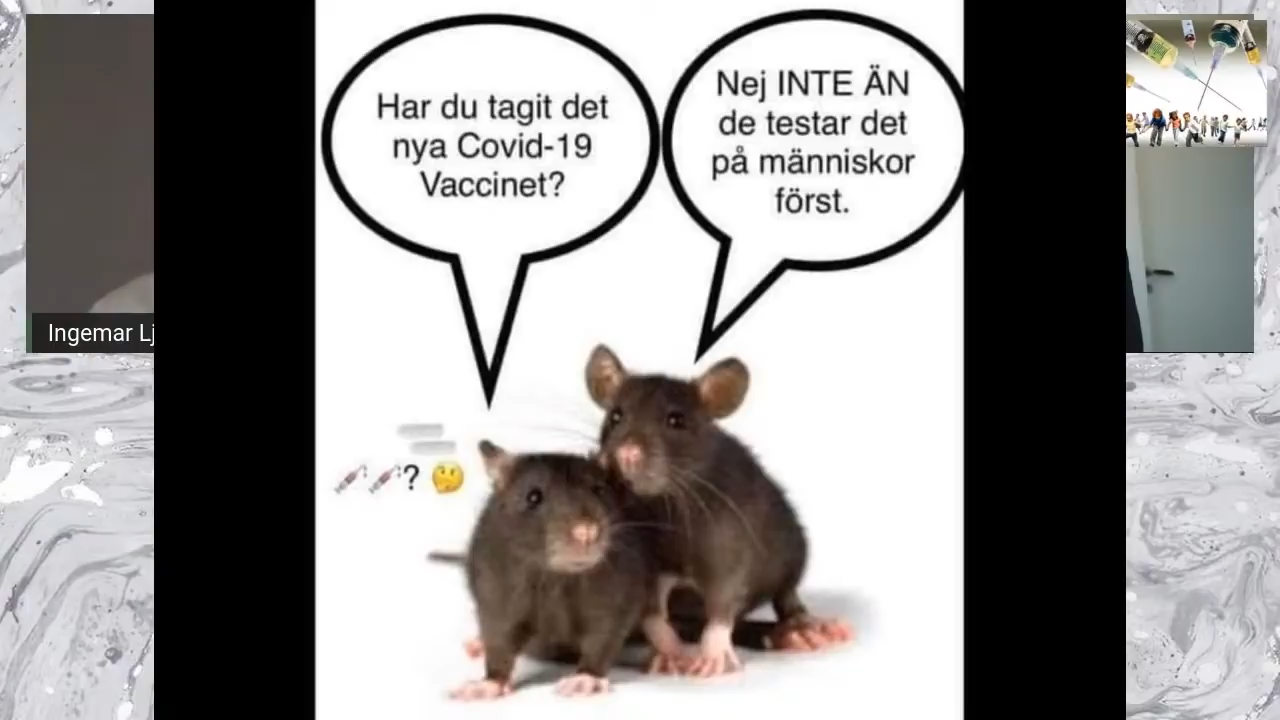 Har du tagit det
nya Covid-19
Vaccinet?
Nej INTE ÄN
de testar det
på människor
först.
?
Ingemar Lj